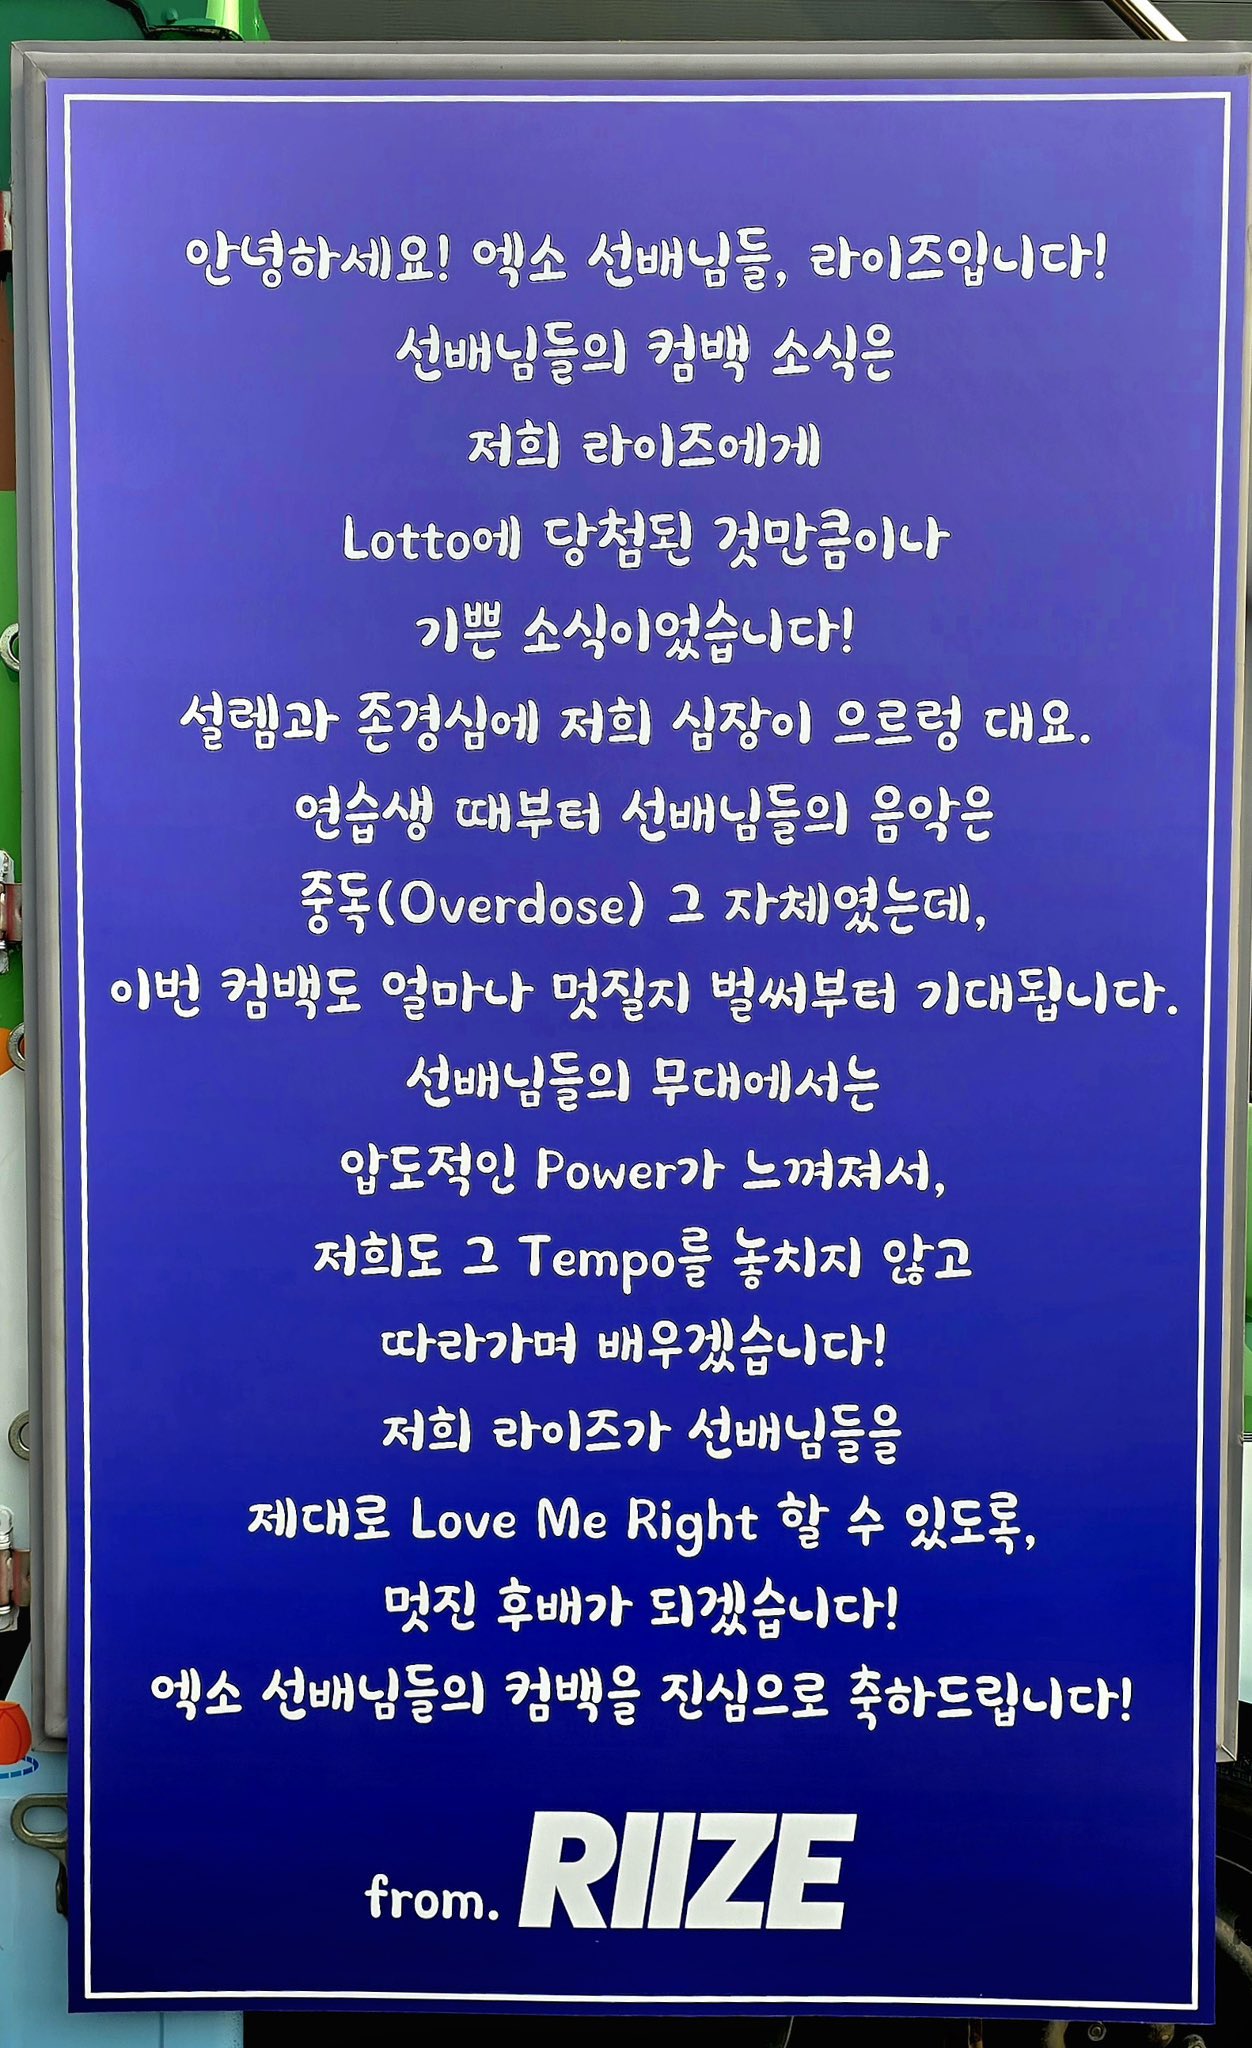 안녕하세요! 엑소 선배님들, 라이즈입니다!
선배님들의 컴백 소식은
저희 라이즈에게
Lotto에 당첨된 것만큼이나
기쁜 소식이었습니다!
설렘과 존경심에 저희 심장이 으르렁 대요.
연습생 때부터 선배님들의 음악은
중독(Overdose) 그 자체였는데,
이번 컴백도 얼마나 멋질지 벌써부터 기대됩니다.
선배님들의 무대에서는
압도적인 Power가 느껴져서,
저희도 그 Tempo를 놓치지 않고
따라가며 배우겠습니다!
저희 라이즈가 선배님들을
제대로 Love Me Right 할 수 있도록,
멋진 후배가 되겠습니다!
엑소 선배님들의 컴백을 진심으로 축하드립니다!
from. RIIZE